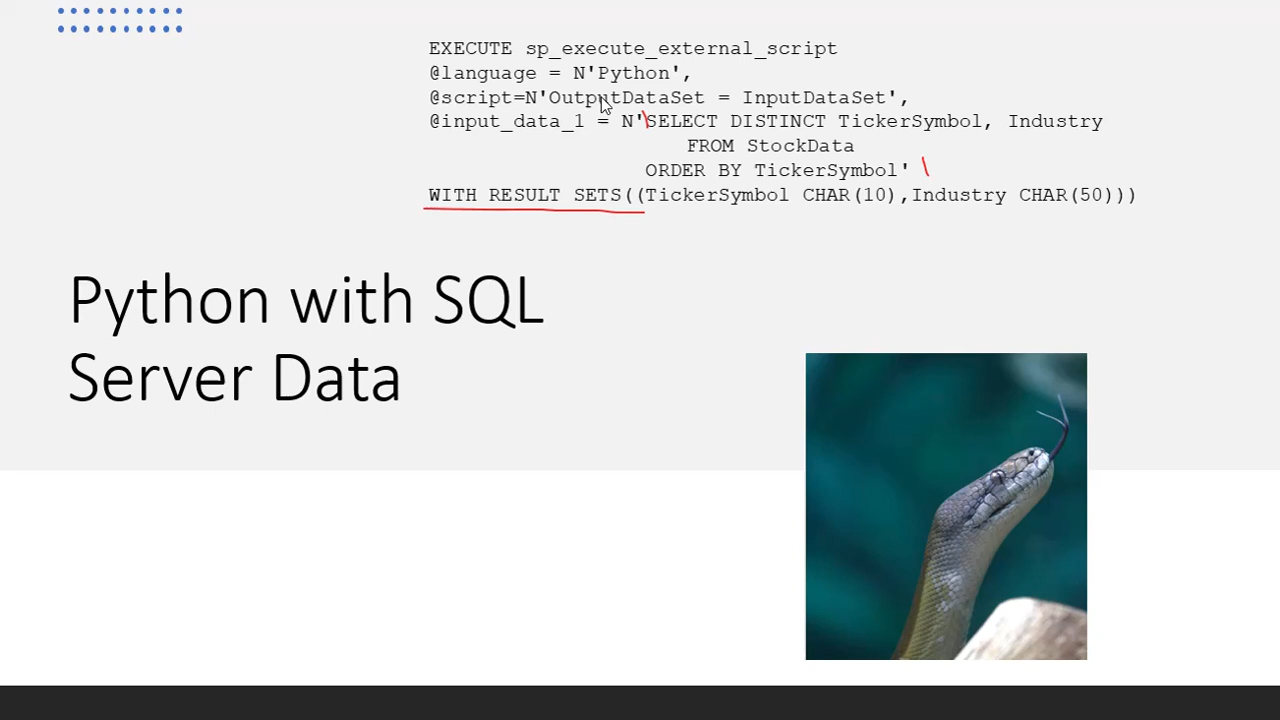 EXECUTE sp_execute_external_script
@language = N'Python',
@script=N'OutputDataSet = InputDataSet',
@input_data_1 = N'SELECT DISTINCT TickerSymbol, Industry
FROM StockData
ORDER BY TickerSymbol'
WITH RESULT SETS((TickerSymbol CHAR(10),Industry CHAR(50)))
Python with SQL
Server Data